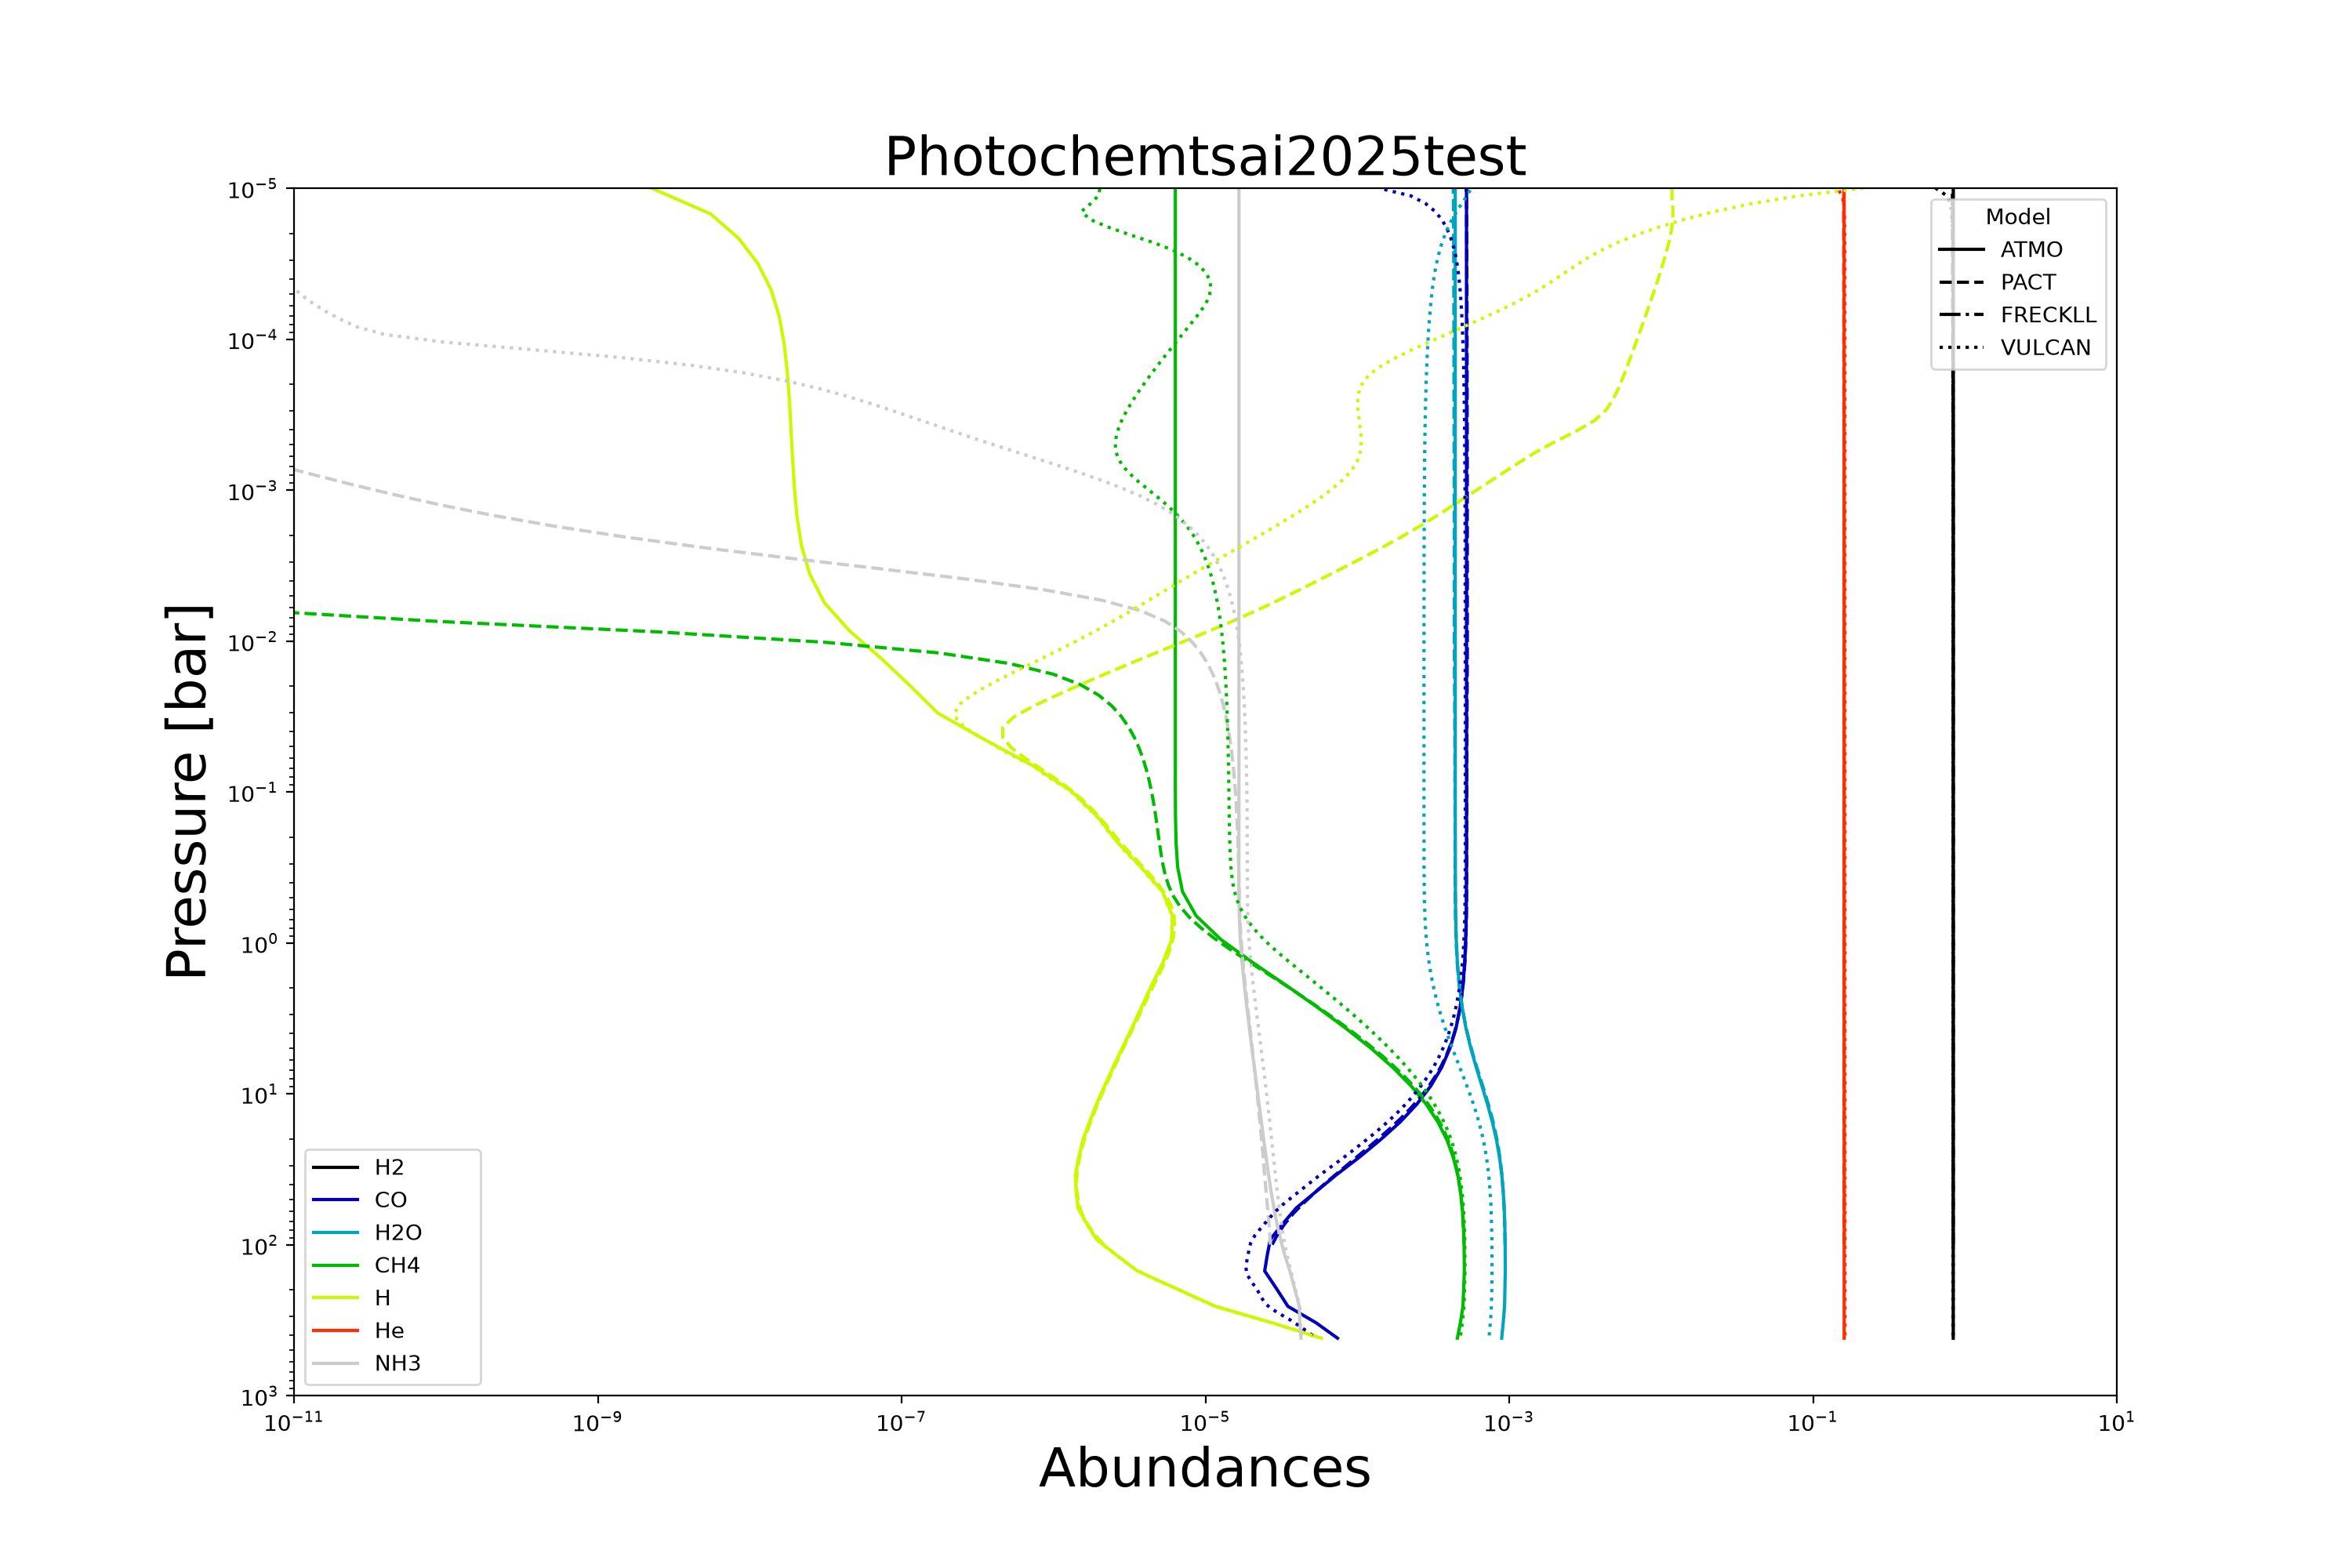 Photochemtsai2025test
Pressure [bar]
10⁻⁵
10⁻⁴
10⁻³
10⁻²
10⁻¹
10⁰
10¹
10²
10³
Model
ATMO
PACT
FRECKLL
VULCAN
H2
CO
H2O
CH4
H
He
NH3
10⁻¹¹ 10⁻⁹ 10⁻⁷ 10⁻⁵ 10⁻³ 10⁻¹ 10¹
Abundances